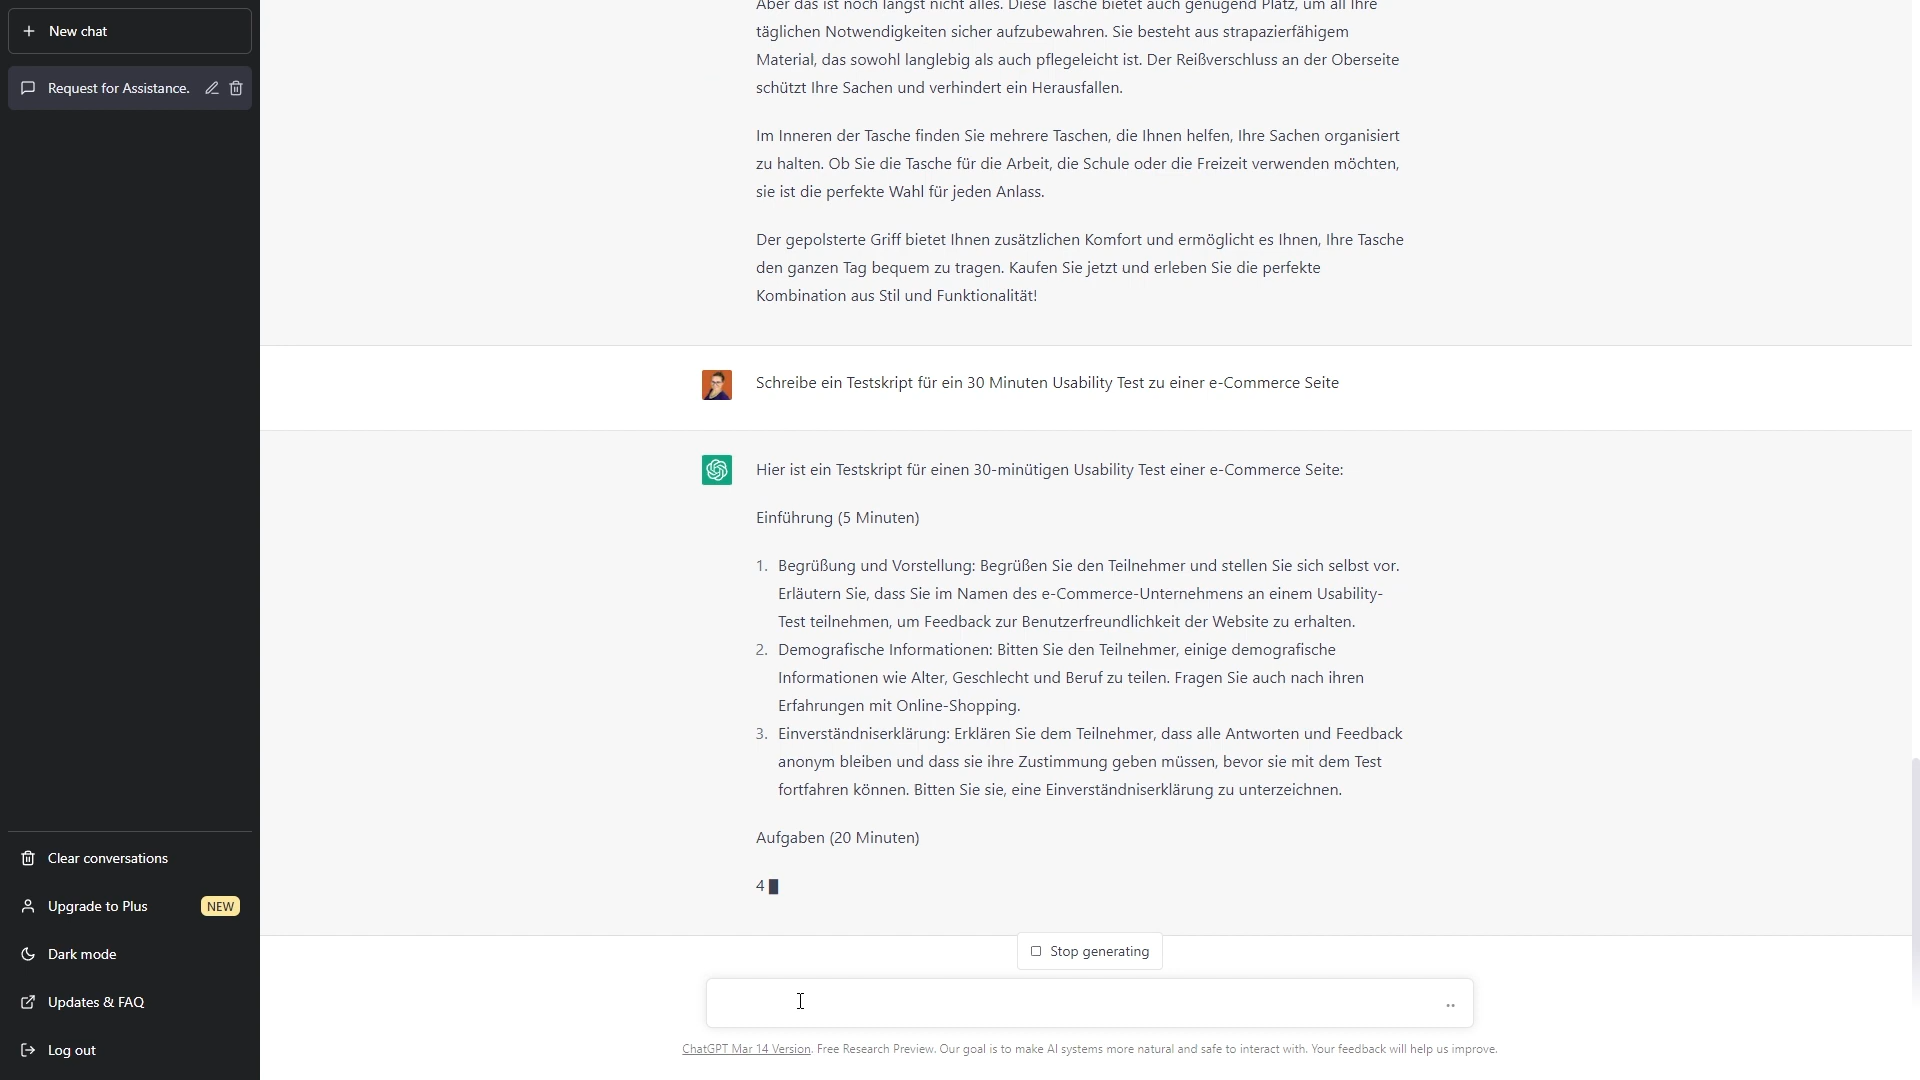 New chat
Request for Assistance.
Aber das ist noch längst nicht alles. Diese Tasche bietet auch genügend Platz, um all Ihre
täglichen Notwendigkeiten sicher aufzubewahren. Sie besteht aus strapazierfähigem
Material, das sowohl langlebig als auch pflegeleicht ist. Der Reißverschluss an der Oberseite
schützt Ihre Sachen und verhindert ein Herausfallen.
Im Inneren der Tasche finden Sie mehrere Taschen, die Ihnen helfen, Ihre Sachen organisiert
zu halten. Ob Sie die Tasche für die Arbeit, die Schule oder die Freizeit verwenden möchten,
sie ist die perfekte Wahl für jeden Anlass.
Der gepolsterte Griff bietet Ihnen zusätzlichen Komfort und ermöglicht es Ihnen, Ihre Tasche
den ganzen Tag bequem zu tragen. Kaufen Sie jetzt und erleben Sie die perfekte
Kombination aus Stil und Funktionalität!
Schreibe ein Testskript für ein 30 Minuten Usability Test zu einer e-Commerce Seite
Hier ist ein Testskript für einen 30-minütigen Usability Test einer e-Commerce Seite:
Einführung (5 Minuten)
1. Begrüßung und Vorstellung: Begrüßen Sie den Teilnehmer und stellen Sie sich selbst vor.
Erläutern Sie, dass Sie im Namen des e-Commerce-Unternehmens an einem Usability-
Test teilnehmen, um Feedback zur Benutzerfreundlichkeit der Website zu erhalten.
2. Demografische Informationen: Bitten Sie den Teilnehmer, einige demografische
Informationen wie Alter, Geschlecht und Beruf zu teilen. Fragen Sie auch nach ihren
Erfahrungen mit Online-Shopping.
3. Einverständniserklärung: Erklären Sie dem Teilnehmer, dass alle Antworten und Feedback
anonym bleiben und dass sie ihre Zustimmung geben müssen, bevor sie mit dem Test
fortfahren können. Bitten Sie sie, eine Einverständniserklärung zu unterzeichnen.
Aufgaben (20 Minuten)
4
Stop generating
ChatGPT Mar 14 Version. Free Research Preview. Our goal is to make AI systems more natural and safe to interact with. Your feedback will help us improve.
Clear conversations
Upgrade to Plus NEW
Dark mode
Updates & FAQ
Log out